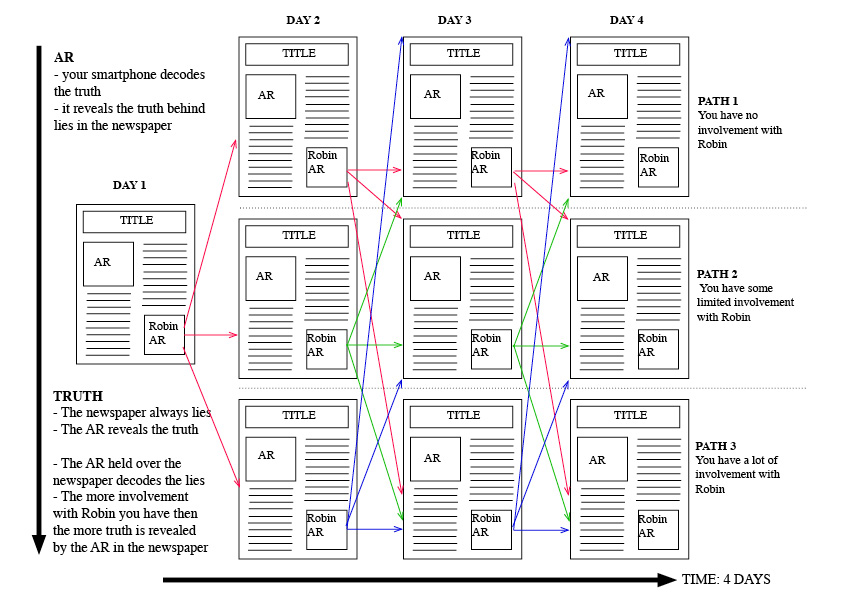 DAY 2
DAY 3
DAY 4
AR
- your smartphone decodes
the truth
- it reveals the truth behind
lies in the newspaper
TITLE
AR
Robin
AR
TITLE
AR
Robin
AR
TITLE
AR
Robin
AR
PATH 1
You have no
involvement with
Robin
DAY 1
TITLE
AR
Robin
AR
TITLE
AR
Robin
AR
TITLE
AR
Robin
AR
TITLE
AR
Robin
AR
PATH 2
You have some
limited involvement
with Robin
TRUTH
- The newspaper always lies
- The AR reveals the truth
- The AR held over the
newspaper decodes the lies
- The more involvement
with Robin you have then
the more truth is revealed
by the AR in the newspaper
TITLE
AR
Robin
AR
TITLE
AR
Robin
AR
TITLE
AR
Robin
AR
PATH 3
You have a lot of
involvement with
Robin
TIME: 4 DAYS